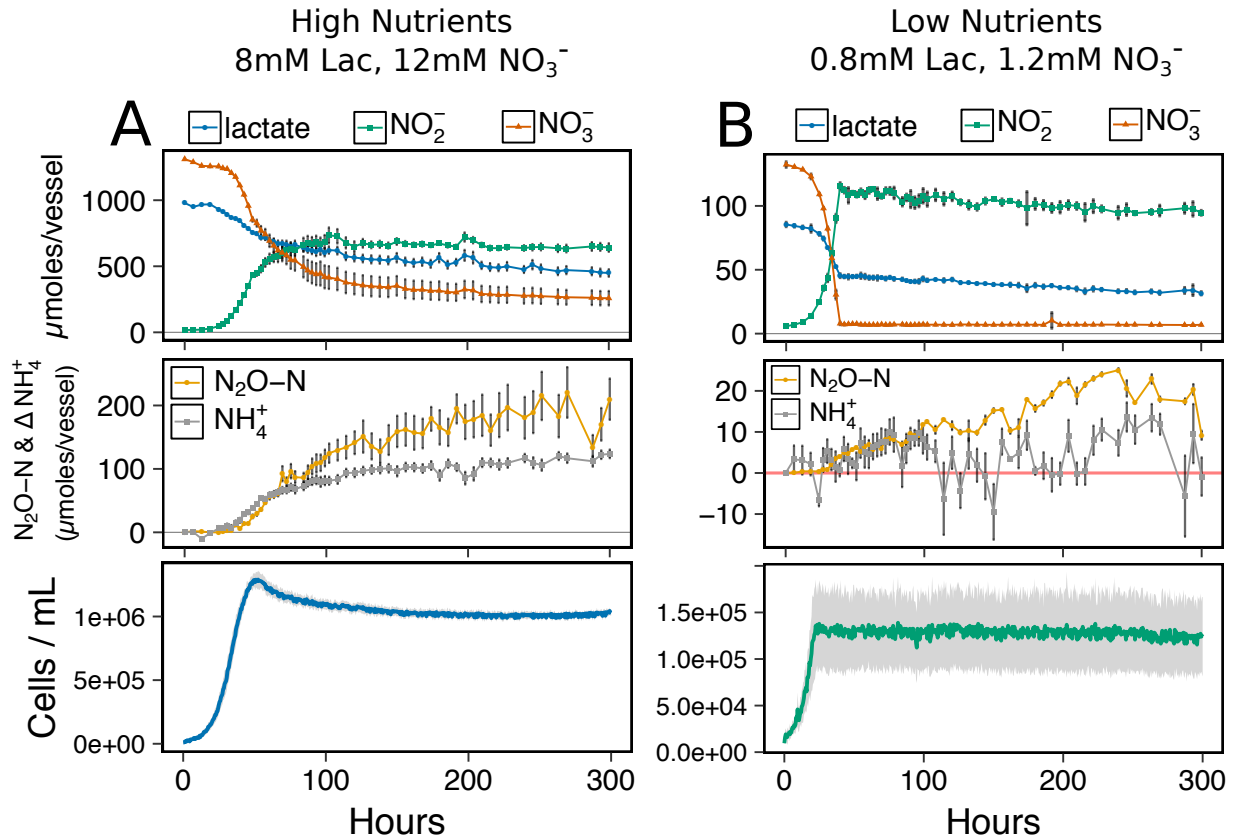 High Nutrients
8mM Lac, 12mM NO₃⁻
Low Nutrients
0.8mM Lac, 1.2mM NO₃⁻
A
lactate NO₂⁻ NO₃⁻
B
lactate NO₂⁻ NO₃⁻
μmoles/vessel
1000
500
0
100
50
0
N₂O–N & Δ NH₄⁺
(μmoles/vessel)
N₂O–N
NH₄⁺
200
100
0
N₂O–N
NH₄⁺
20
10
0
−10
Cells / mL
1e+06
5e+05
0e+00
1.5e+05
1.0e+05
5.0e+04
0.0e+00
0 100 200 300
0 100 200 300
Hours
Hours